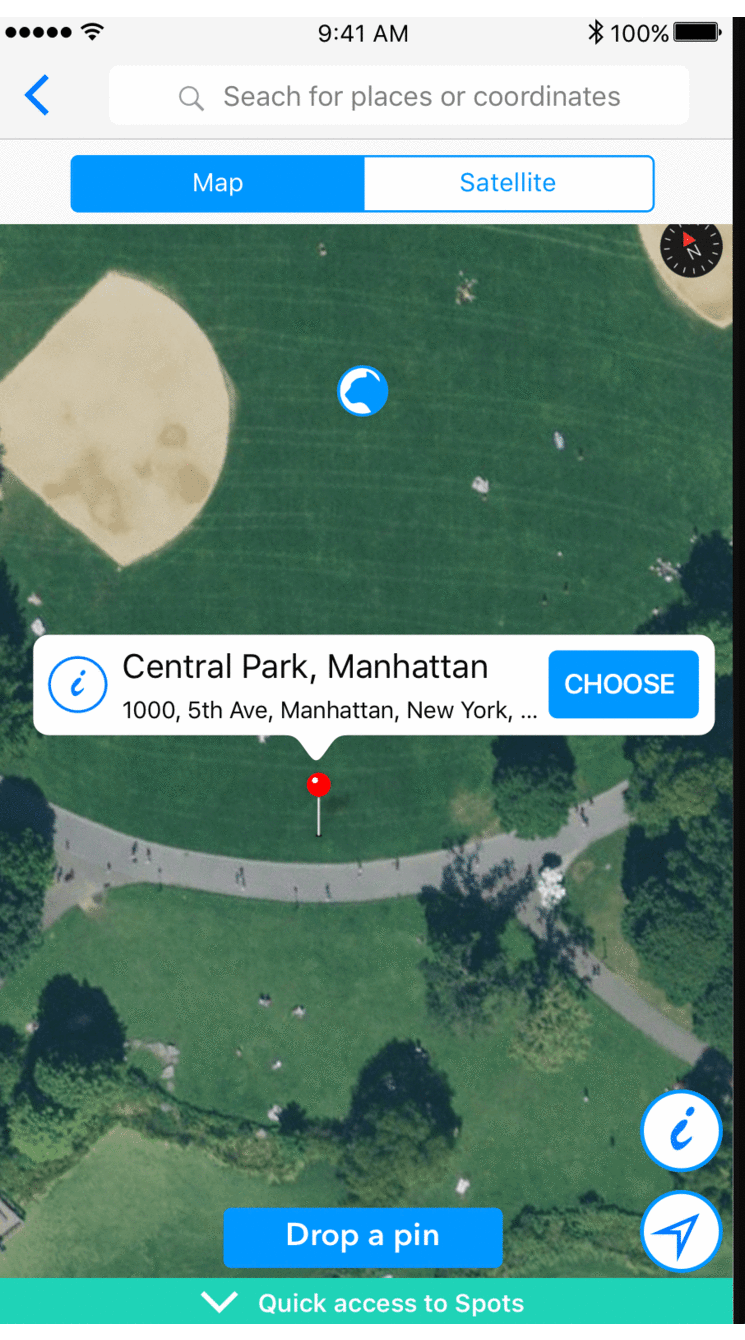 9:41 AM
100%
Seach for places or coordinates
Map
Satellite
N
i
Central Park, Manhattan
1000, 5th Ave, Manhattan, New York, ...
CHOOSE
i
Drop a pin
Quick access to Spots